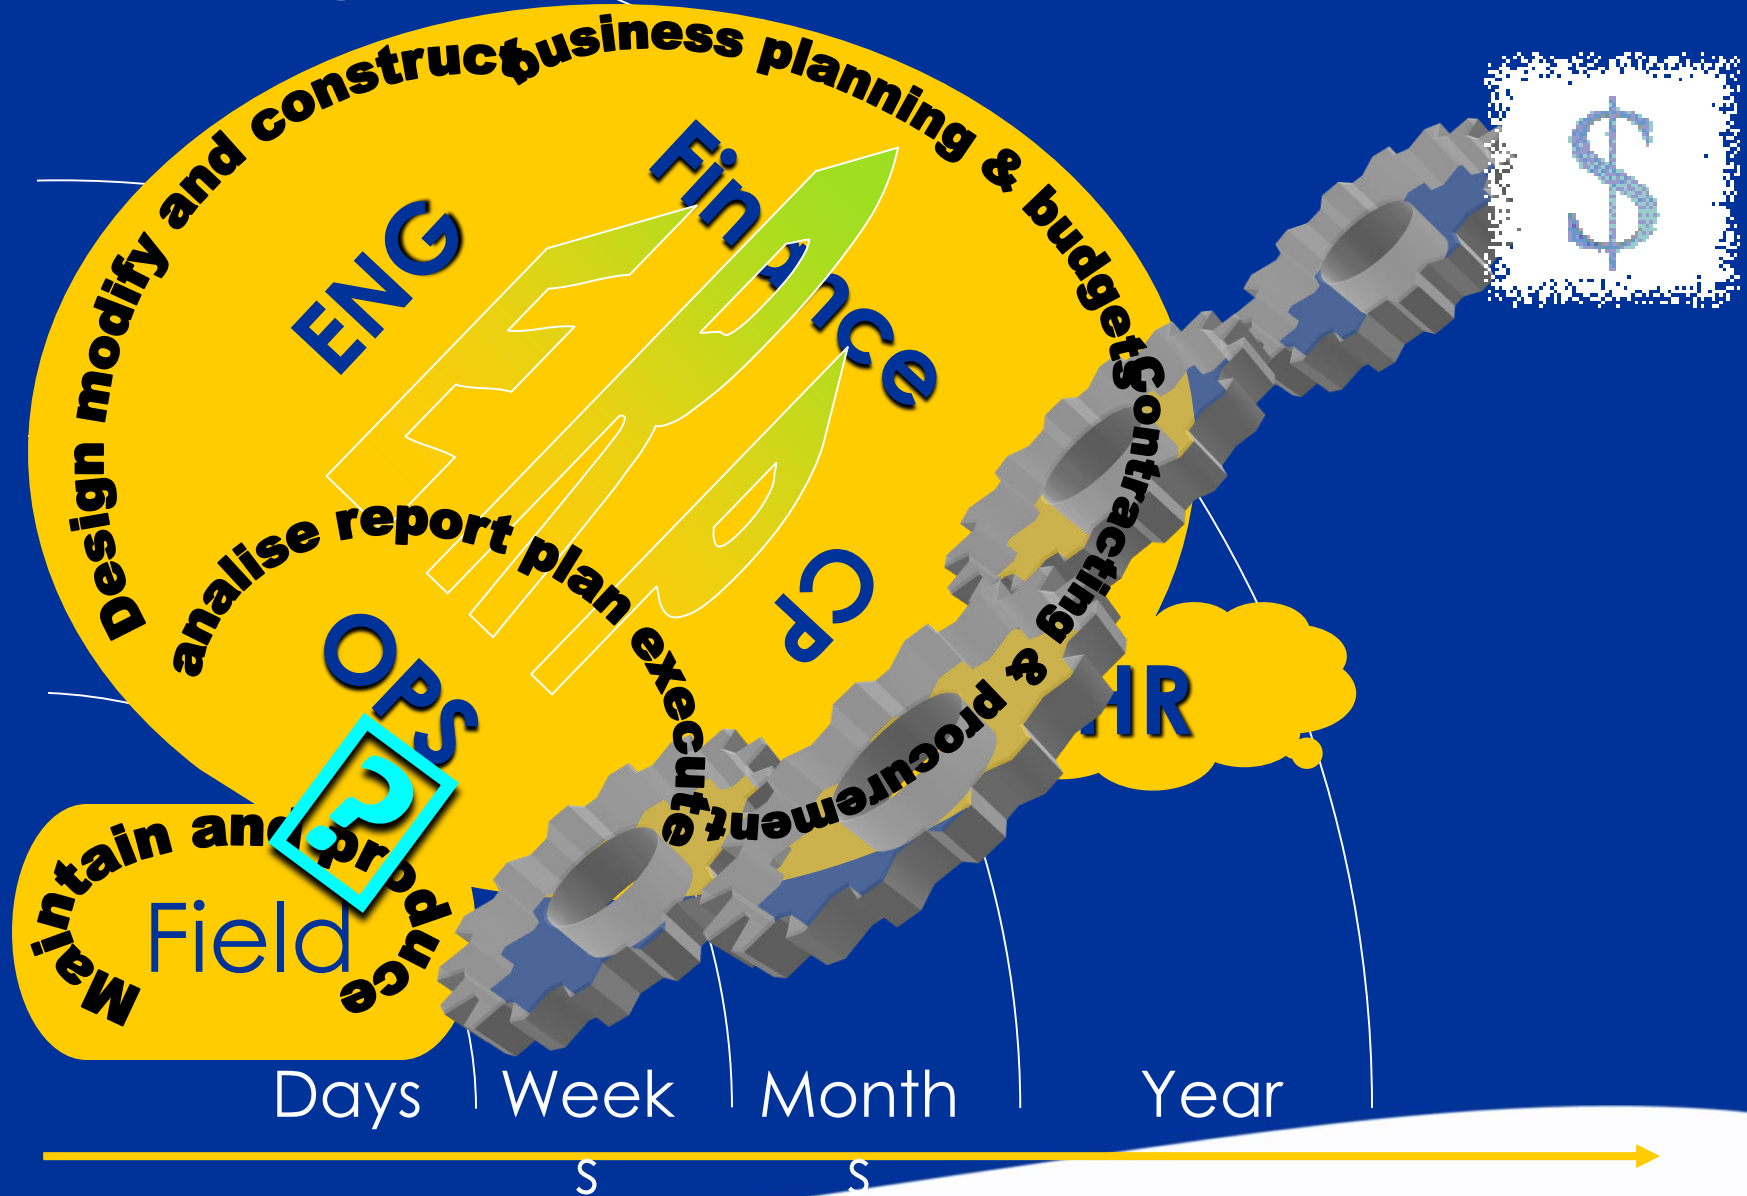 Design modify and construct
business planning & budgets
Contracting & procurement
Finance
ENG
ERP
analise report plan execute
CP
OPS
HR
?
Maintain and produce
Field
$
Days
Weeks
Months
Year